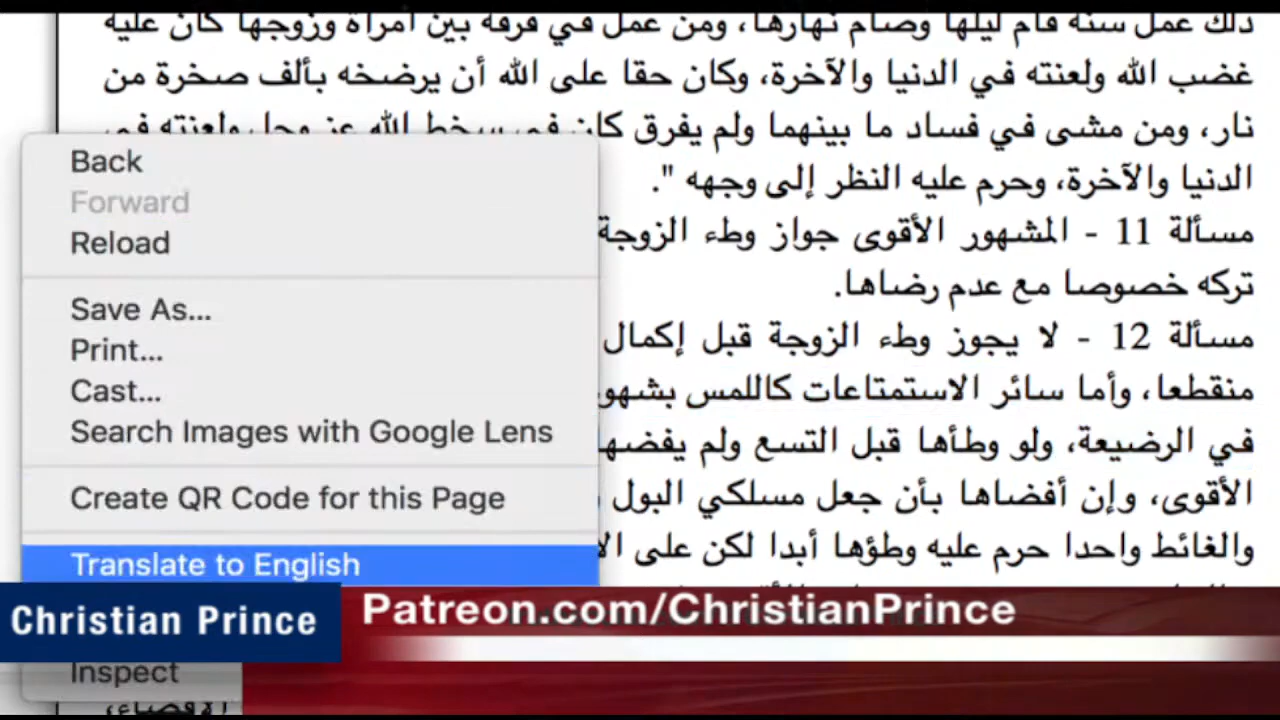 ذلك عمل سنة قام ليلها وصام نهارها، ومن عمل في فرقة بين امرأة وزوجها كان عليه
غضب الله ولعنته في الدنيا والآخرة، وكان حقا على الله أن يرضخه بألف صخرة من
نار، ومن مشى في فساد ما بينهما ولم يفرق كان في سخط الله عز وجل ولعنته في
الدنيا والآخرة، وحرم عليه النظر إلى وجهه ".
مسألة 11 - المشهور الأقوى جواز وطء الزوجة
تركه خصوصا مع عدم رضاها.
مسألة 12 - لا يجوز وطء الزوجة قبل إكمال
منقطعا، وأما سائر الاستمتاعات كاللمس بشهو
في الرضيعة، ولو وطأها قبل التسع ولم يفضها
الأقوى، وإن أفضاها بأن جعل مسلكي البول
والغائط واحدا حرم عليه وطؤها أبدا لكن على
Back
Forward
Reload
Save As...
Print...
Cast...
Search Images with Google Lens
Create QR Code for this Page
Translate to English
Christian Prince
Patreon.com/ChristianPrince
Inspect